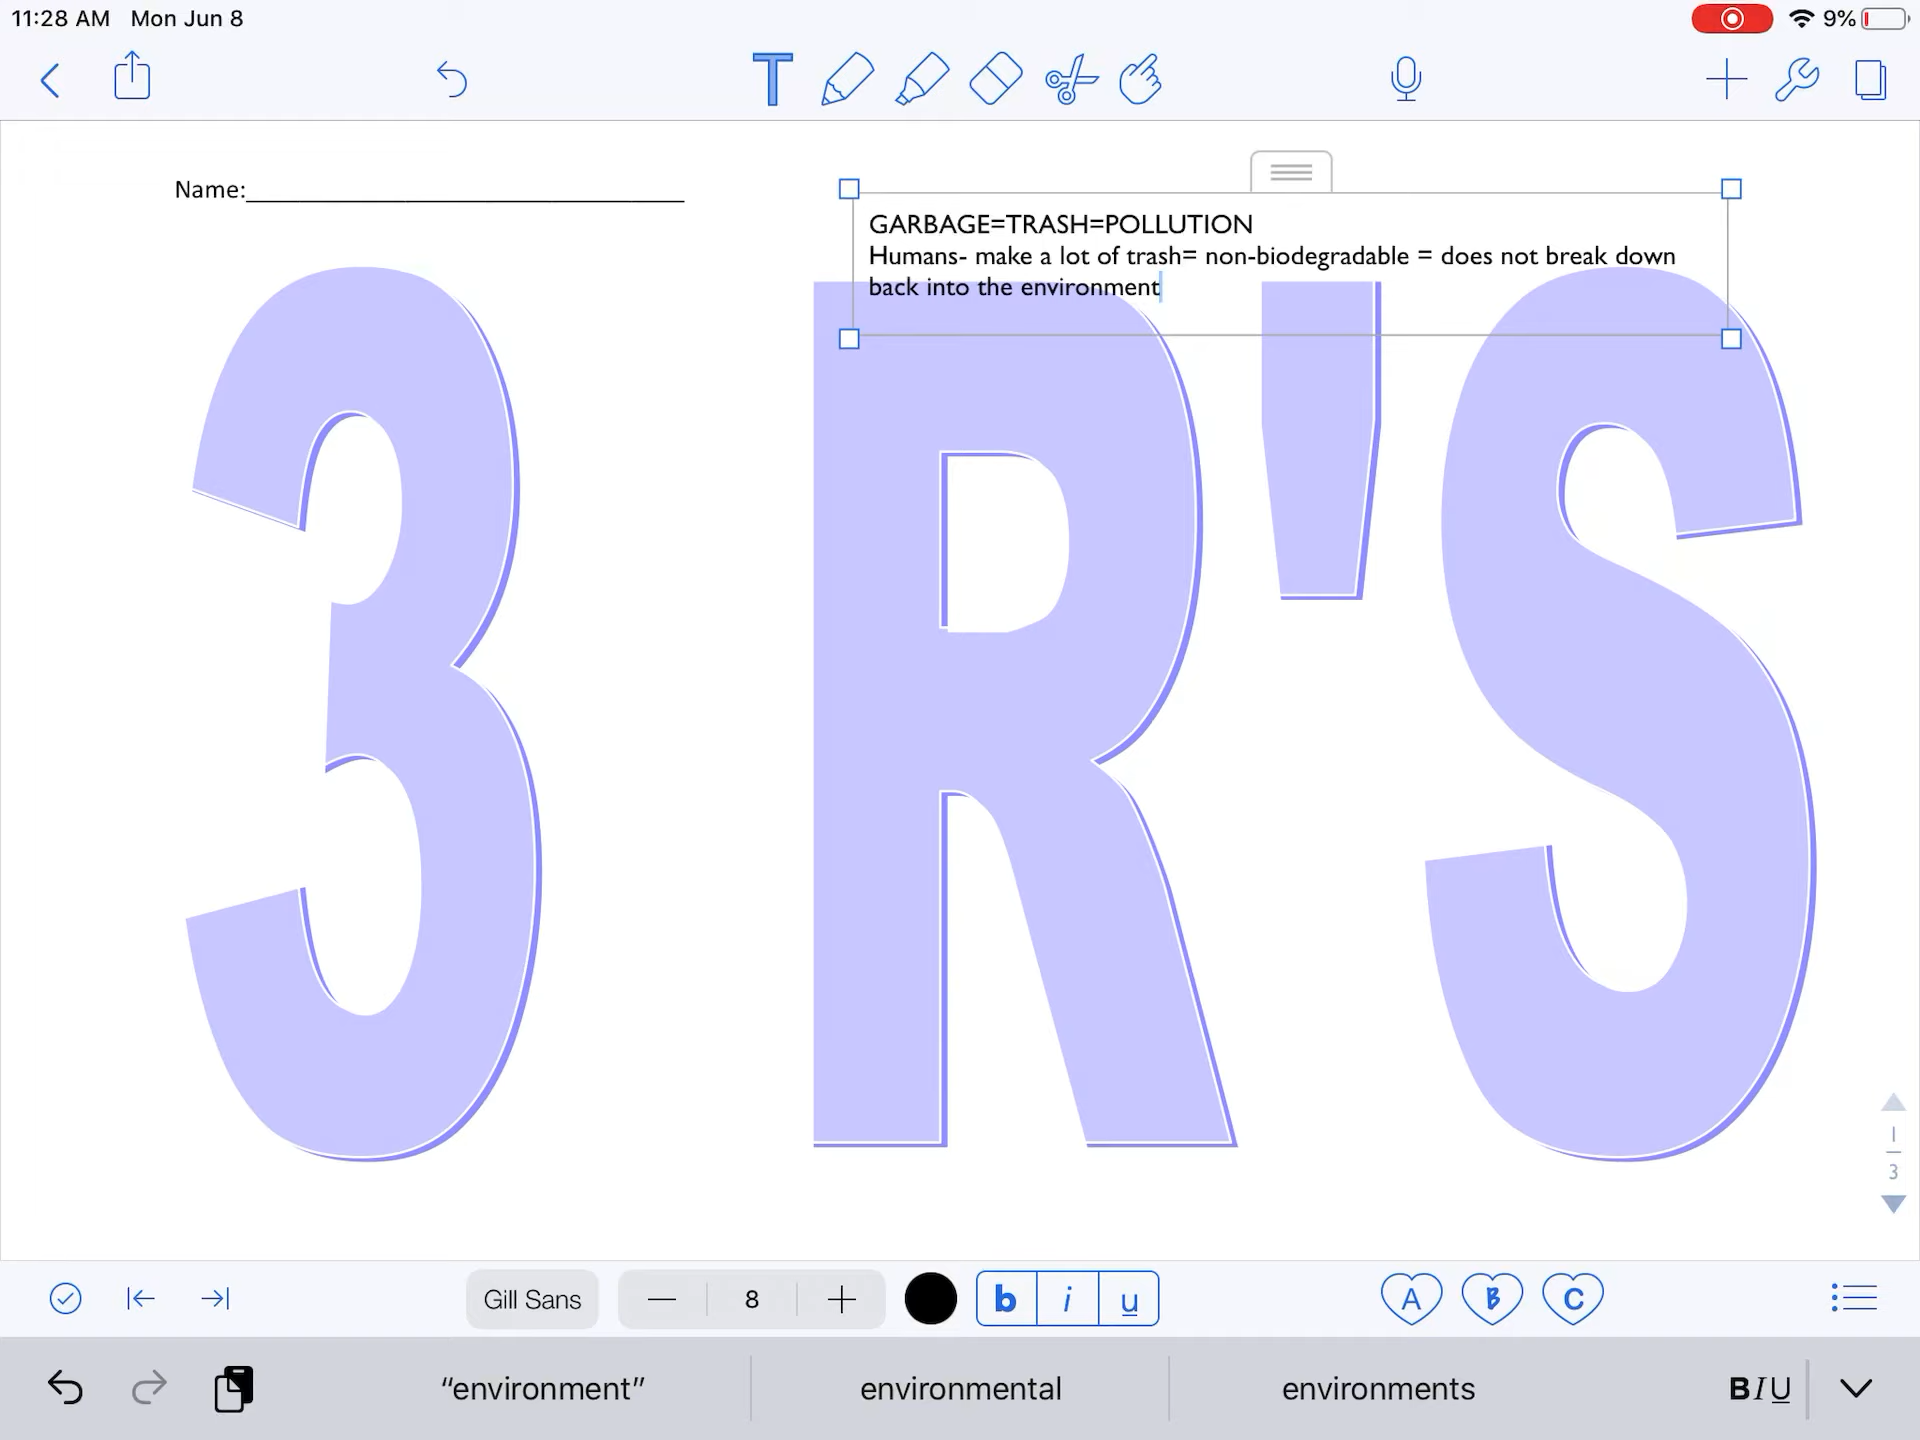 11:28 AM Mon Jun 8
9%
T
Name:
GARBAGE=TRASH=POLLUTION
Humans- make a lot of trash= non-biodegradable = does not break down
back into the environment
3 R'S
1
3
Gill Sans
8
b i u
A B C
“environment” environmental environments
BIU